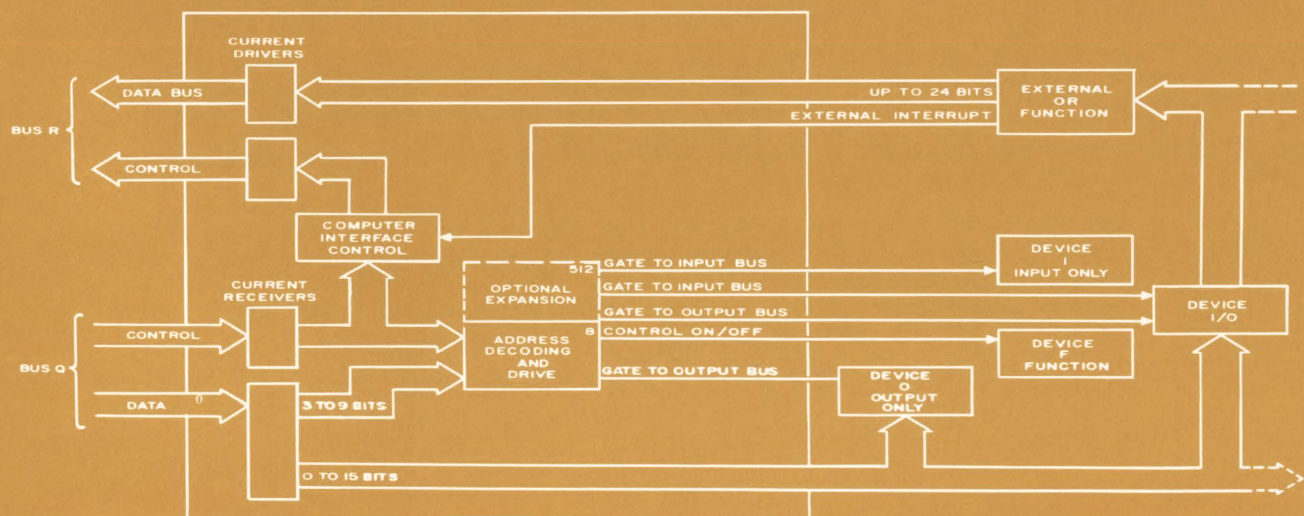 CURRENT
DRIVERS
BUS R
DATA BUS
UP TO 24 BITS
EXTERNAL
OR
FUNCTION
EXTERNAL INTERRUPT
CONTROL
COMPUTER
INTERFACE
CONTROL
CURRENT
RECEIVERS
512
OPTIONAL
EXPANSION
GATE TO INPUT BUS
DEVICE
I
INPUT ONLY
GATE TO INPUT BUS
GATE TO OUTPUT BUS
DEVICE
I/O
BUS Q
CONTROL
8
ADDRESS
DECODING
AND
DRIVE
CONTROL ON/OFF
DEVICE
F
FUNCTION
GATE TO OUTPUT BUS
DEVICE
O
OUTPUT
ONLY
DATA
0
3 TO 9 BITS
0 TO 15 BITS